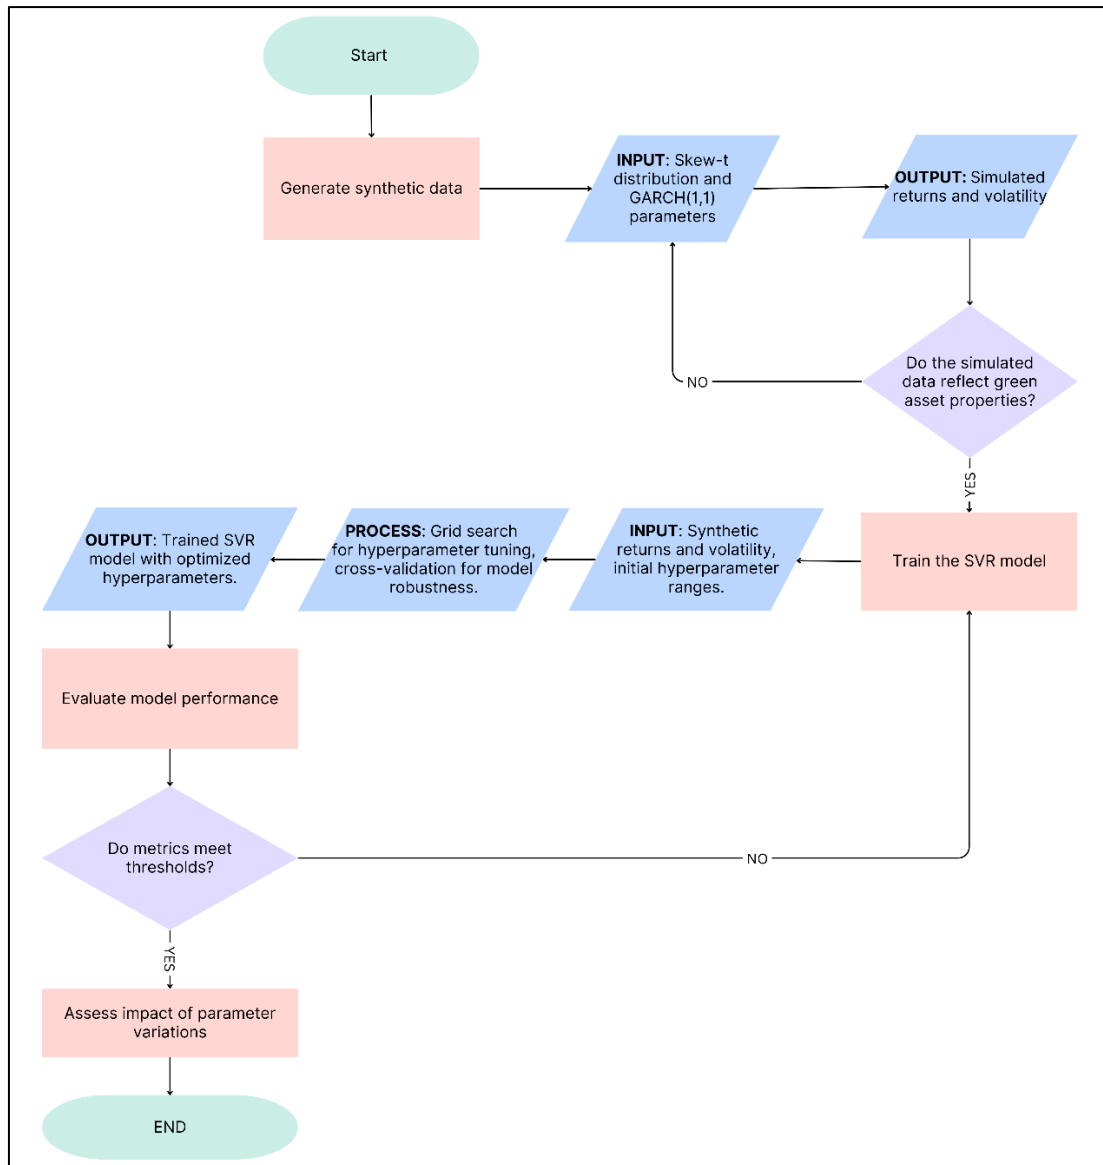 Start
Generate synthetic data
INPUT: Skew-t
distribution and
GARCH(1,1)
parameters
OUTPUT: Simulated
returns and volatility
Do the simulated
data reflect green
asset properties?
NO
YES
Train the SVR model
INPUT: Synthetic
returns and volatility,
initial hyperparameter
ranges.
PROCESS: Grid search
for hyperparameter tuning,
cross-validation for model
robustness.
OUTPUT: Trained SVR
model with optimized
hyperparameters.
Evaluate model performance
Do metrics meet
thresholds?
NO
YES
Assess impact of parameter
variations
END